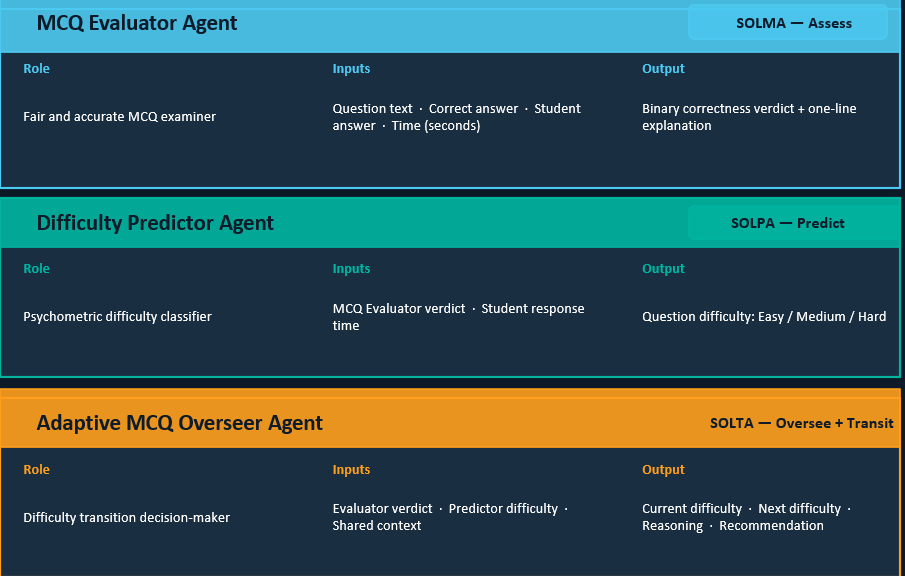 MCQ Evaluator Agent
SOLMA — Assess
Role
Inputs
Output
Fair and accurate MCQ examiner
Question text · Correct answer · Student
answer · Time (seconds)
Binary correctness verdict + one-line
explanation
Difficulty Predictor Agent
SOLPA — Predict
Role
Inputs
Output
Psychometric difficulty classifier
MCQ Evaluator verdict · Student response
time
Question difficulty: Easy / Medium / Hard
Adaptive MCQ Overseer Agent
SOLTA — Oversee + Transit
Role
Inputs
Output
Difficulty transition decision-maker
Evaluator verdict · Predictor difficulty ·
Shared context
Current difficulty · Next difficulty ·
Reasoning · Recommendation